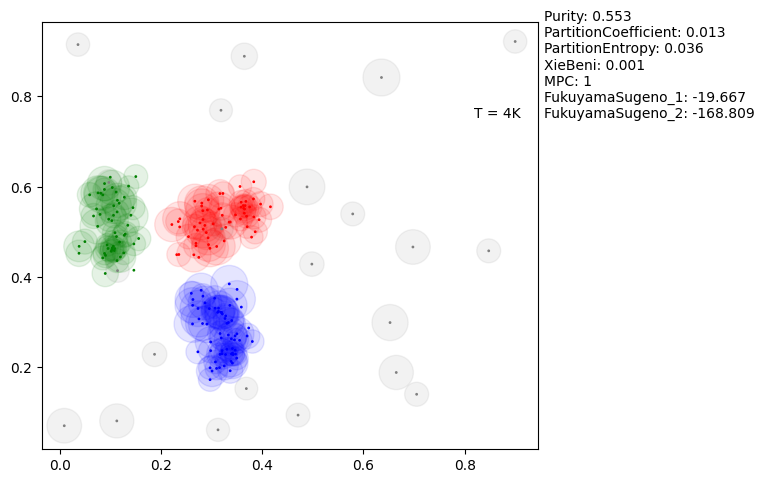 Purity: 0.553
PartitionCoefficient: 0.013
PartitionEntropy: 0.036
XieBeni: 0.001
MPC: 1
FukuyamaSugeno_1: -19.667
FukuyamaSugeno_2: -168.809
T = 4K
0.8
0.6
0.4
0.2
0.0 0.2 0.4 0.6 0.8